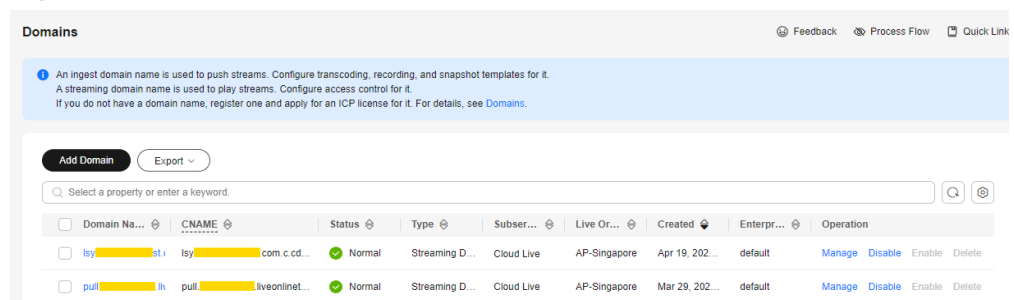 Domains
Feedback Process Flow Quick Link
An ingest domain name is used to push streams. Configure transcoding, recording, and snapshot templates for it.
A streaming domain name is used to play streams. Configure access control for it.
If you do not have a domain name, register one and apply for an ICP license for it. For details, see Domains.
Add Domain Export
Select a property or enter a keyword.
Domain Na... CNAME Status Type Subser... Live Or... Created Enterpr... Operation
lsy st. lsy com.c.cd... Normal Streaming D... Cloud Live AP-Singapore Apr 19, 202... default Manage Disable Enable Delete
pull .liv pull. .liveonlinet... Normal Streaming D... Cloud Live AP-Singapore Mar 29, 202... default Manage Disable Enable Delete